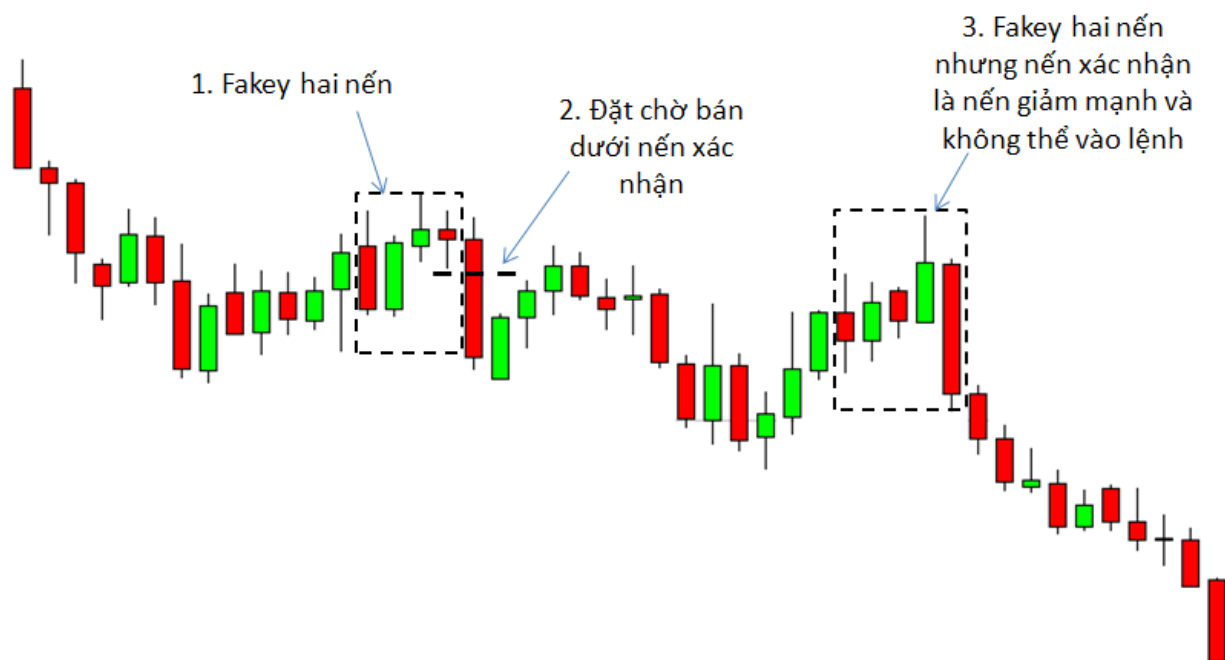 1. Fakey hai nến
2. Đặt chờ bán
dưới nến xác
nhận
3. Fakey hai nến
nhưng nến xác nhận
là nến giảm mạnh và
không thể vào lệnh